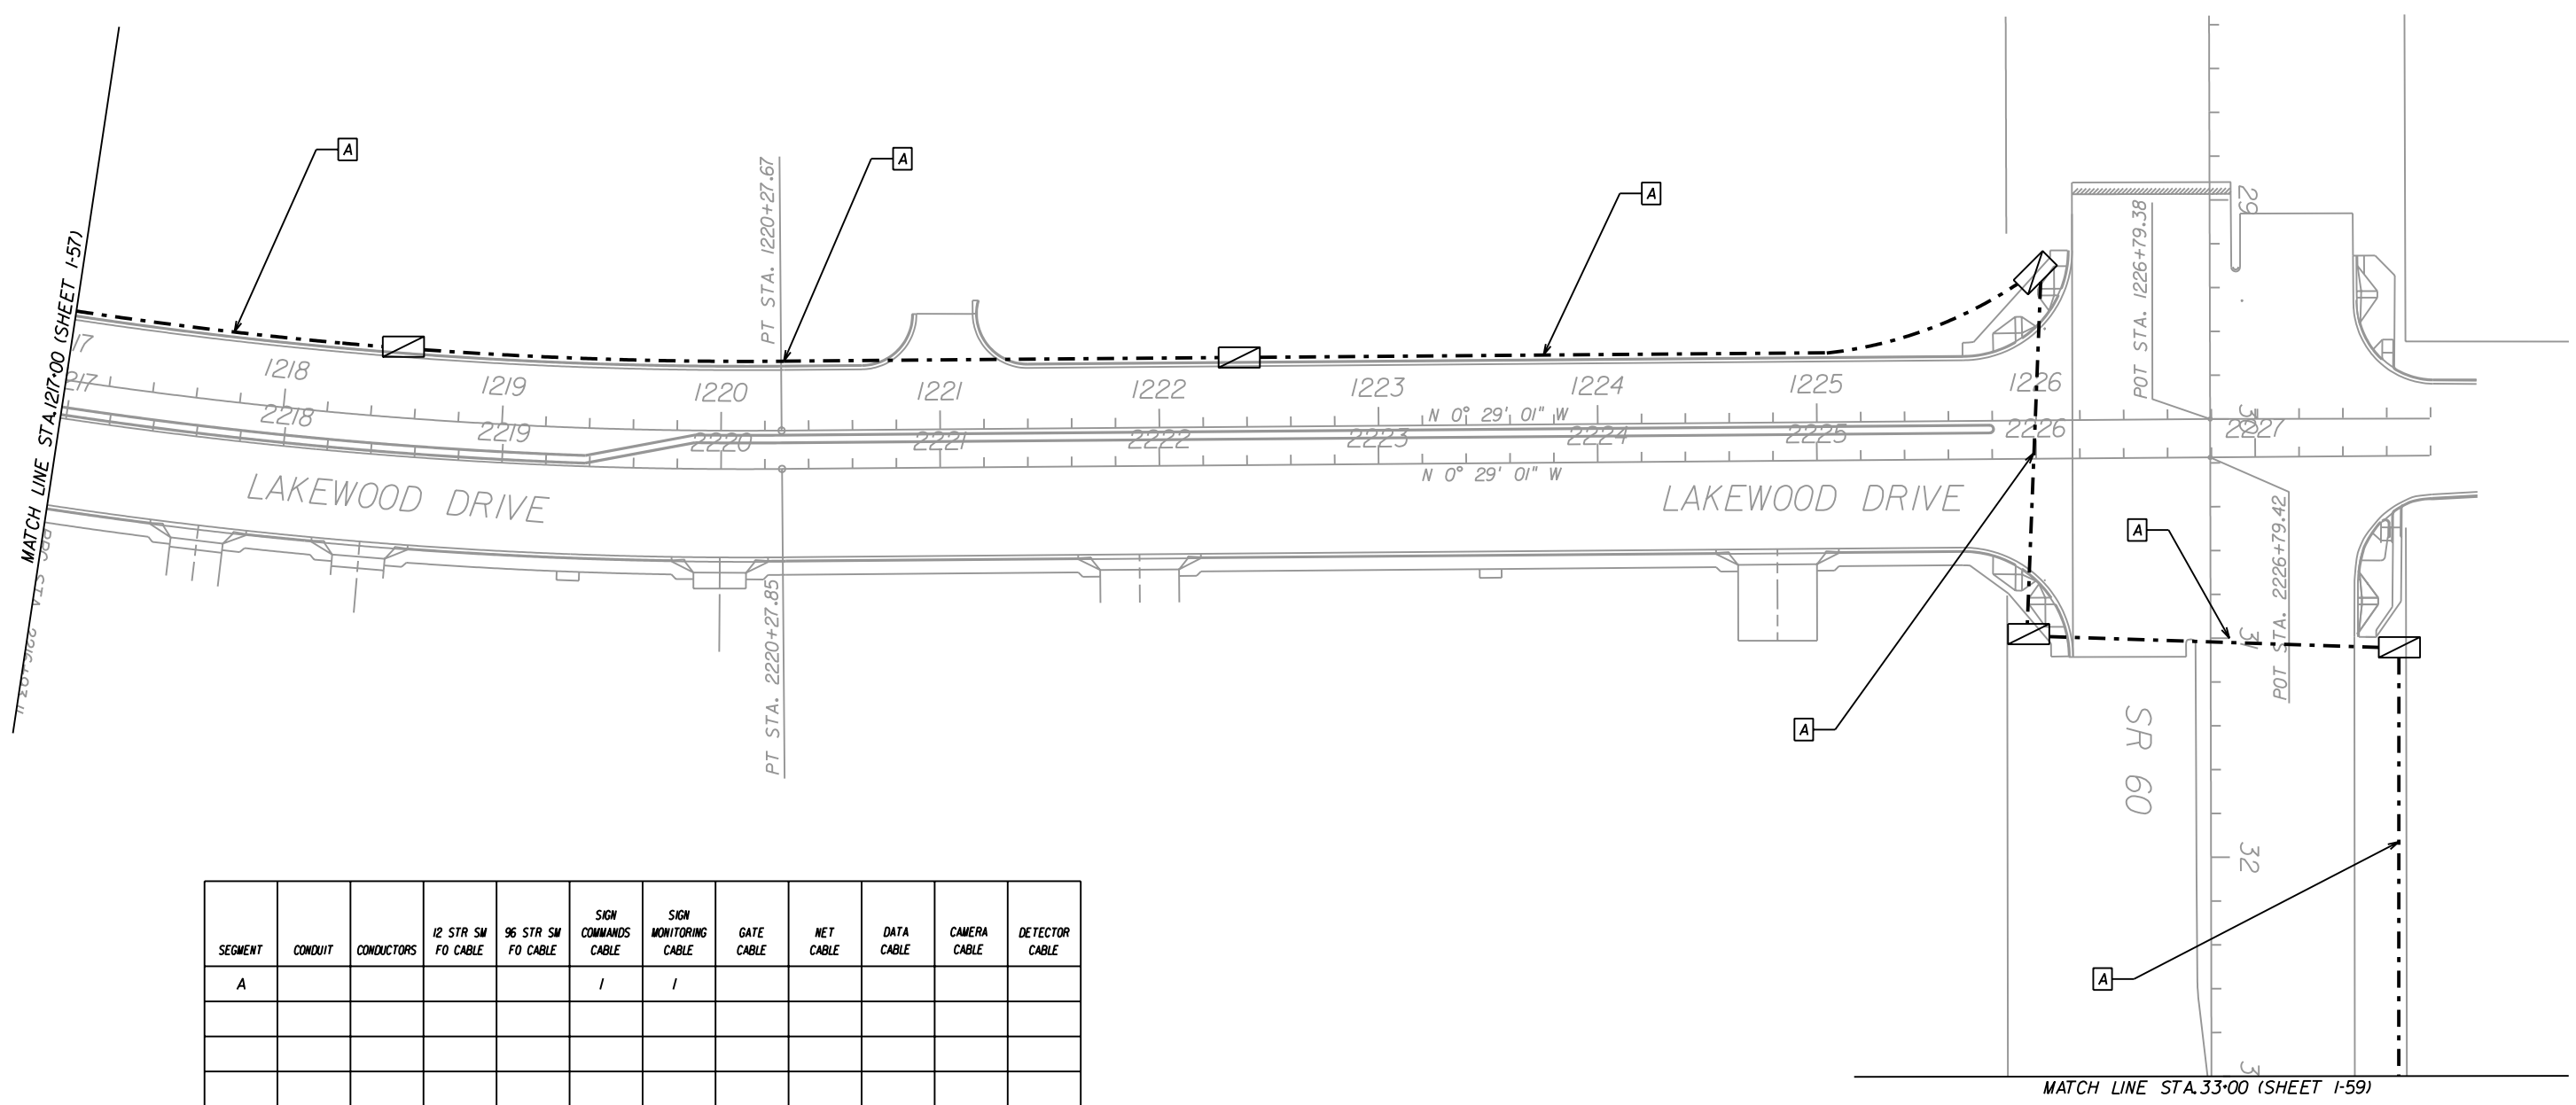 MATCH LINE STA.1217+00 (SHEET I-57)
A
A
A
PT STA. 1220+27.67
POT STA. 1226+79.38
29
17
1218
1219
1220
1221
1222
1223
1224
1225
1226
N 0° 29' 01" W
217
2218
2219
2220
2221
2222
2223
2224
2225
2226
2227
N 0° 29' 01" W
LAKEWOOD DRIVE
LAKEWOOD DRIVE
PT STA. 2220+27.85
POT STA. 2226+79.42
A
31
A
SR 60
32
A
3
MATCH LINE STA.33+00 (SHEET I-59)
SEGMENT CONDUIT CONDUCTORS 12 STR SM FO CABLE 96 STR SM FO CABLE SIGN COMMANDS CABLE SIGN MONITORING CABLE GATE CABLE NET CABLE DATA CABLE CAMERA CABLE DETECTOR CABLE
A 1 1